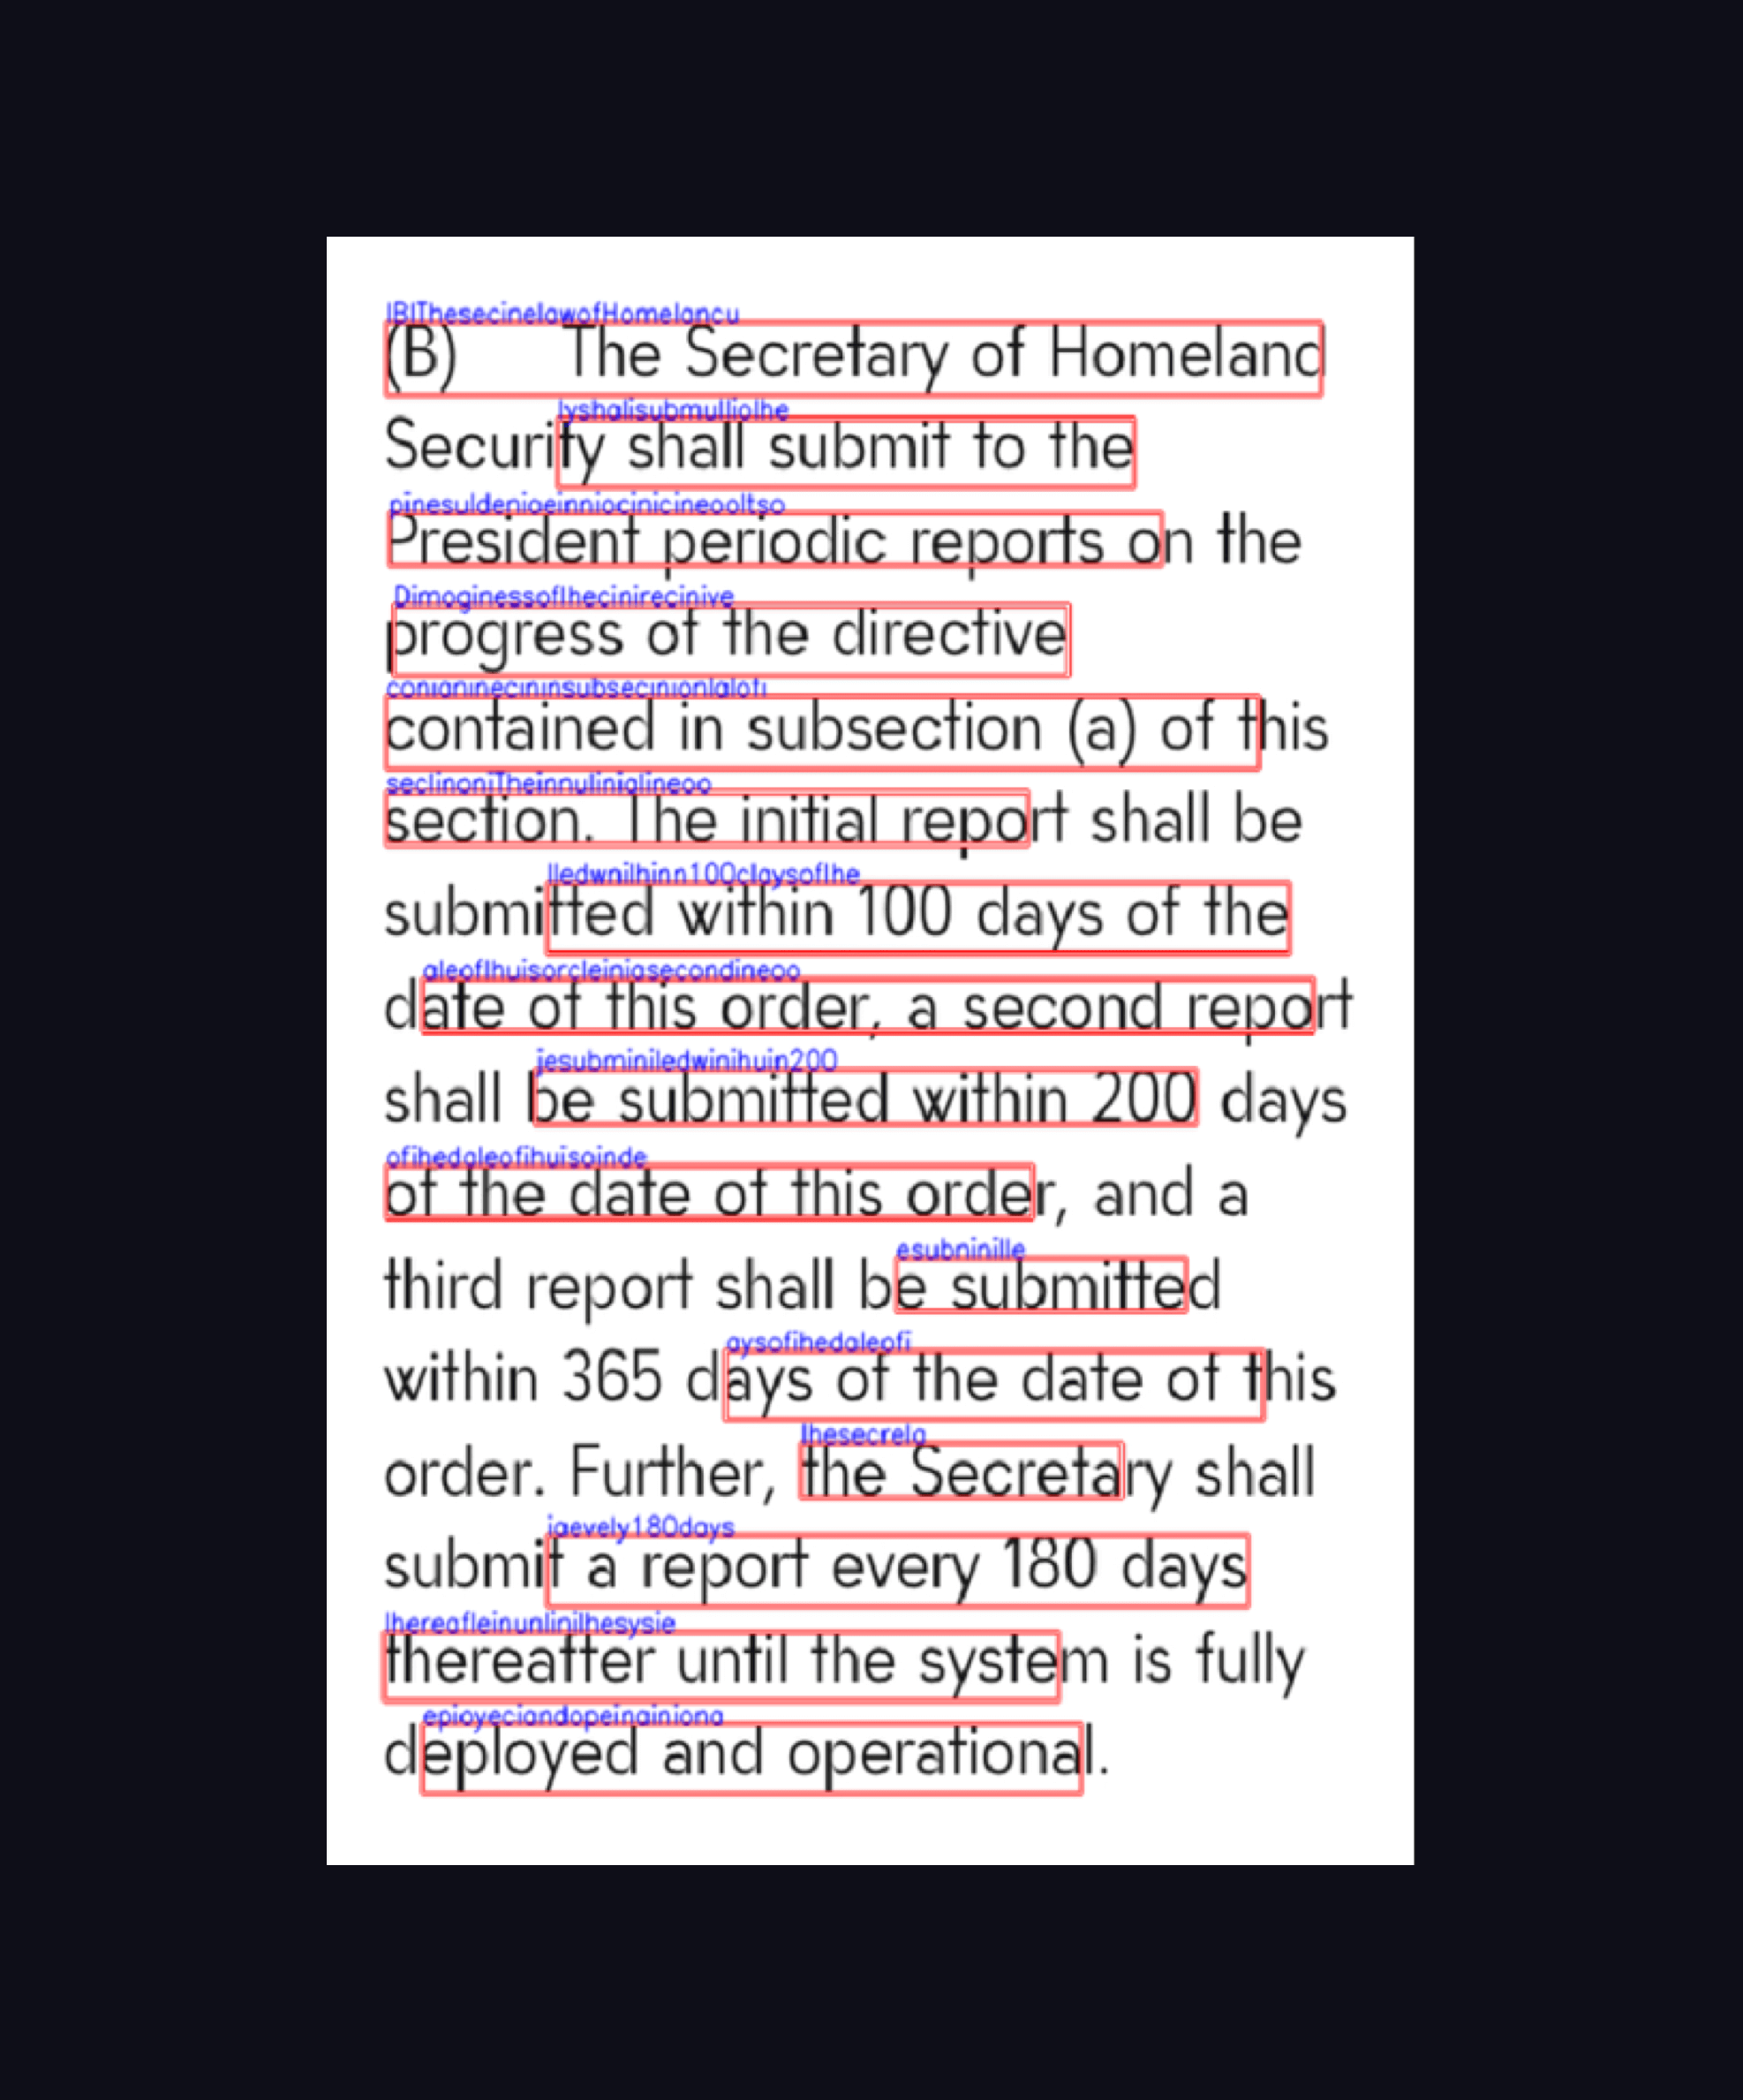 lBlThesecinelawofHomelancu
(B) The Secretary of Homeland
lyshalisubmulliolhe
Security shall submit to the
pinesuldenioeinniocinicineooltso
President periodic reports on the
Dimoginessoflhecinirecinive
progress of the directive
conianinecininsubsecinionlalofi
contained in subsection (a) of this
seclinoniTheinnulinialineoo
section. The initial report shall be
lledwnilhinn100claysoflhe
submitted within 100 days of the
aleoflhuisorcleiniasecondineoo
date of this order, a second report
jesubminiledwinihuin200
shall be submitted within 200 days
ofihedaleofihuisoinde
of the date of this order, and a
esubninille
third report shall be submitted
aysofihedaleofi
within 365 days of the date of this
lhesecrela
order. Further, the Secretary shall
iaevely180days
submit a report every 180 days
lhereafleinunlinilhesysie
thereafter until the system is fully
epioyeciandopeinainiona
deployed and operational.